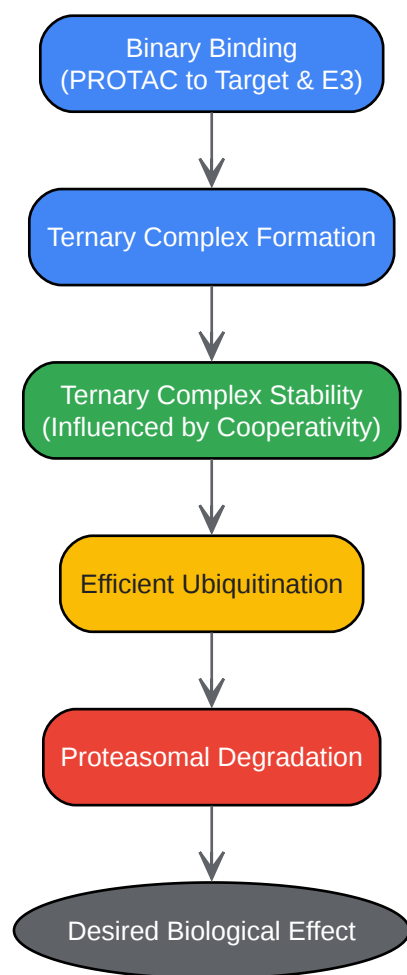 Binary Binding
(PROTAC to Target & E3)
Ternary Complex Formation
Ternary Complex Stability
(Influenced by Cooperativity)
Efficient Ubiquitination
Proteasomal Degradation
Desired Biological Effect